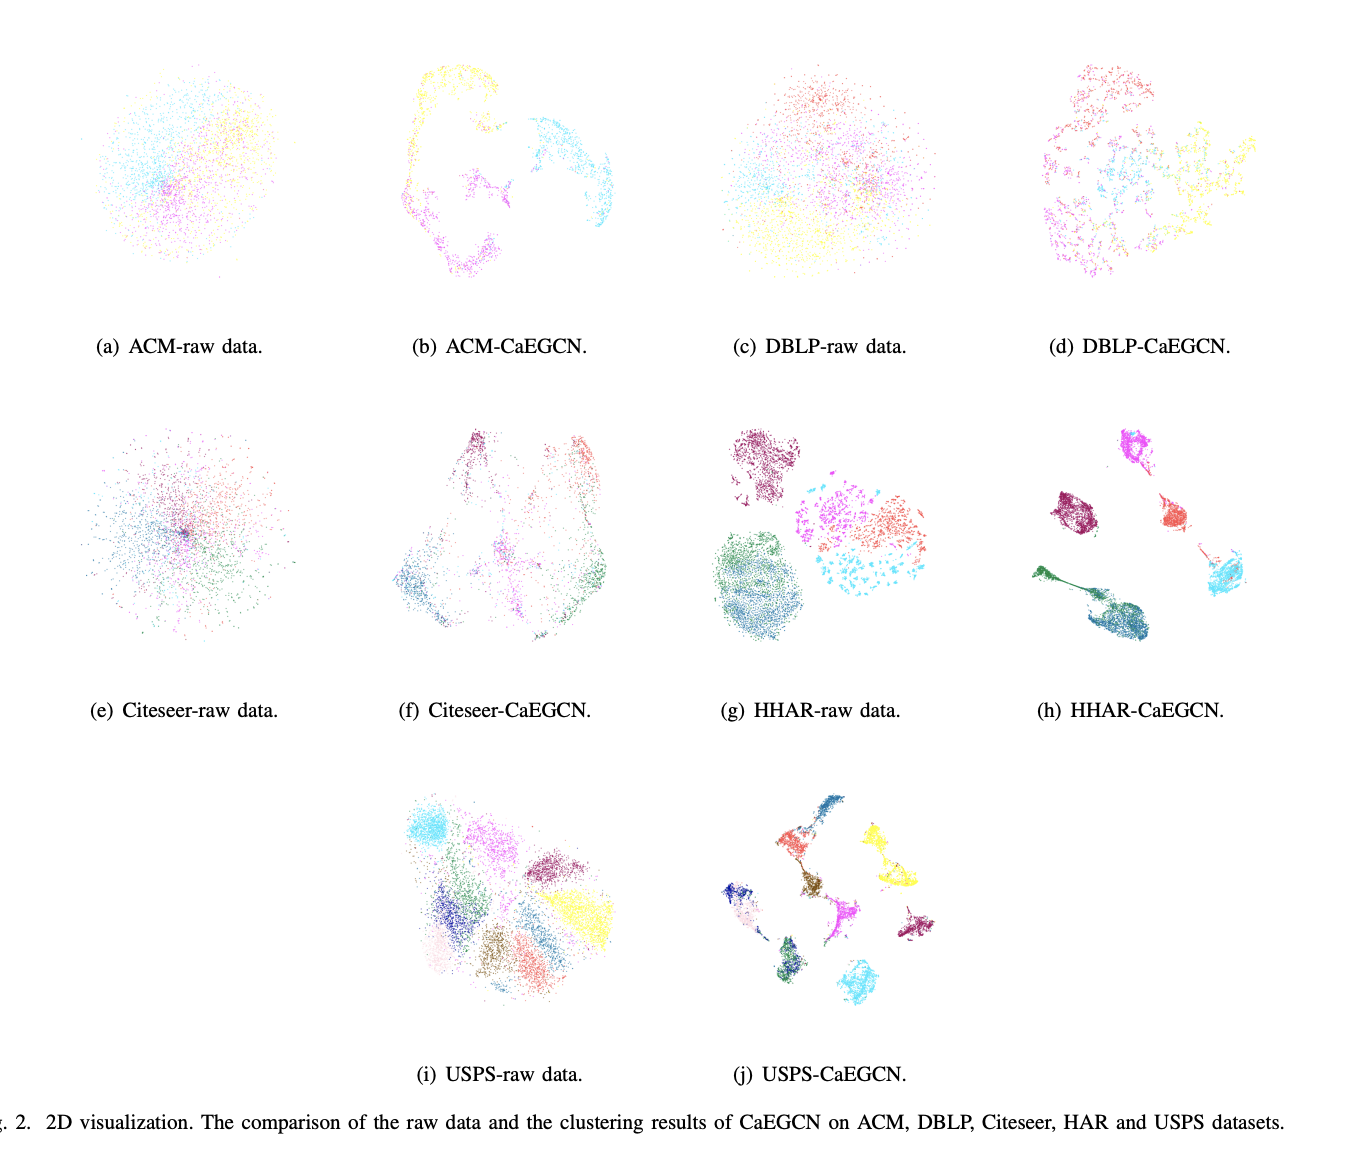 (a) ACM-raw data.
(b) ACM-CaEGCN.
(c) DBLP-raw data.
(d) DBLP-CaEGCN.
(e) Citeseer-raw data.
(f) Citeseer-CaEGCN.
(g) HHAR-raw data.
(h) HHAR-CaEGCN.
(i) USPS-raw data.
(j) USPS-CaEGCN.
g. 2. 2D visualization. The comparison of the raw data and the clustering results of CaEGCN on ACM, DBLP, Citeseer, HAR and USPS datasets.